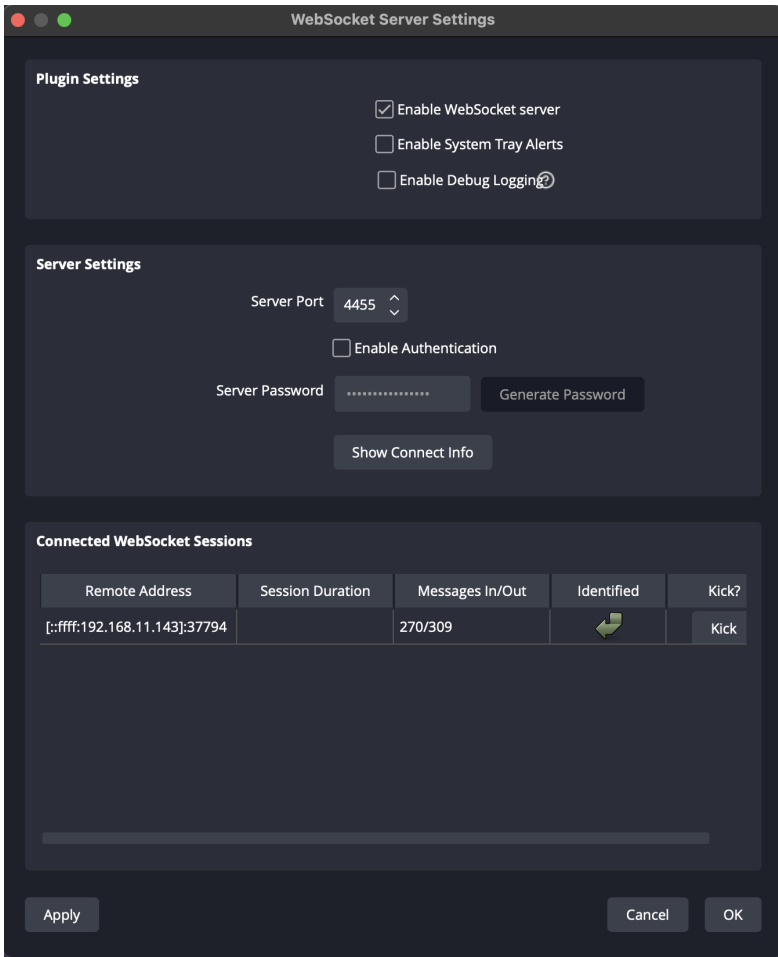 WebSocket Server Settings
Plugin Settings
Enable WebSocket server
Enable System Tray Alerts
Enable Debug Logging
Server Settings
Server Port 4455
Enable Authentication
Server Password ················ Generate Password
Show Connect Info
Connected WebSocket Sessions
Remote Address Session Duration Messages In/Out Identified Kick?
[::ffff:192.168.11.143]:37794 270/309 Kick
Apply Cancel OK